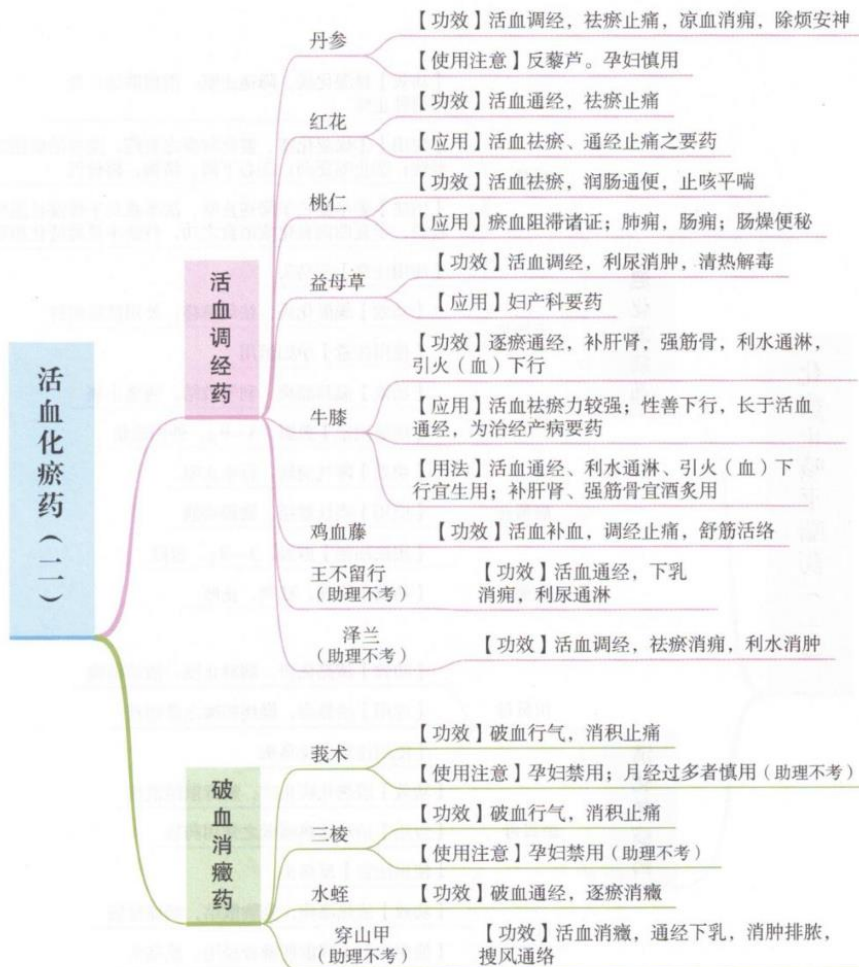 活血化瘀药（二）
活血调经药
丹参
【功效】活血调经，祛瘀止痛，凉血消痈，除烦安神
【使用注意】反藜芦。孕妇慎用
红花
【功效】活血通经，祛瘀止痛
【应用】活血祛瘀、通经止痛之要药
桃仁
【功效】活血祛瘀，润肠通便，止咳平喘
【应用】瘀血阻滞诸证；肺痈，肠痈；肠燥便秘
益母草
【功效】活血调经，利尿消肿，清热解毒
【应用】妇产科要药
牛膝
【功效】逐瘀通经，补肝肾，强筋骨，利水通淋，
引火（血）下行
【应用】活血祛瘀力较强；性善下行，长于活血
通经，为治经产病要药
【用法】活血通经、利水通淋、引火（血）下
行宜生用；补肝肾、强筋骨宜酒炙用
鸡血藤
【功效】活血补血，调经止痛，舒筋活络
王不留行
（助理不考）
【功效】活血通经，下乳
消痈，利尿通淋
泽兰
（助理不考）
【功效】活血调经，祛瘀消痈，利水消肿
破血消癥药
莪术
【功效】破血行气，消积止痛
【使用注意】孕妇禁用；月经过多者慎用（助理不考）
三棱
【功效】破血行气，消积止痛
【使用注意】孕妇禁用（助理不考）
水蛭
【功效】破血通经，逐瘀消癥
穿山甲
（助理不考）
【功效】活血消癥，通经下乳，消肿排脓，
搜风通络